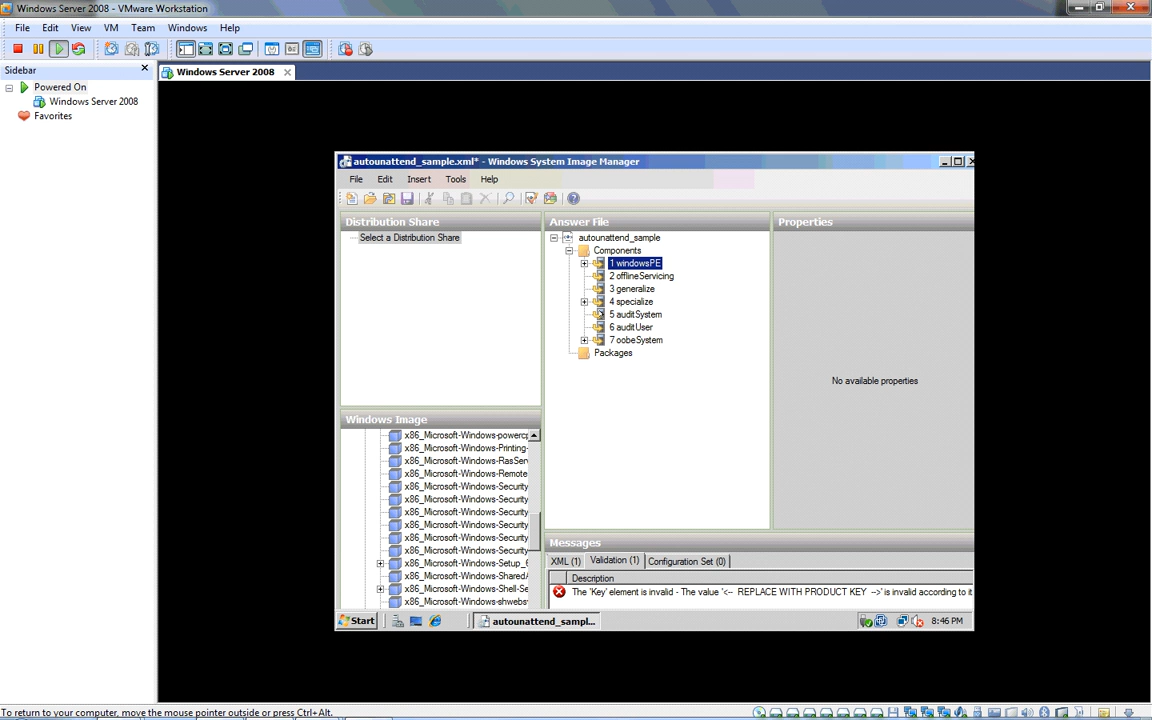 Windows Server 2008 - VMware Workstation
File Edit View VM Team Windows Help
Sidebar
Powered On
Windows Server 2008
Favorites
Windows Server 2008
autounattend_sample.xml* - Windows System Image Manager
File Edit Insert Tools Help
Distribution Share
Select a Distribution Share
Windows Image
x86_Microsoft-Windows-powercp
x86_Microsoft-Windows-Printing-
x86_Microsoft-Windows-RasServ
x86_Microsoft-Windows-Remote
x86_Microsoft-Windows-Security
x86_Microsoft-Windows-Security
x86_Microsoft-Windows-Security
x86_Microsoft-Windows-Security
x86_Microsoft-Windows-Security
x86_Microsoft-Windows-Security
x86_Microsoft-Windows-Setup_6
x86_Microsoft-Windows-SharedA
x86_Microsoft-Windows-Shell-Se
x86_Microsoft-Windows-shwebs
Answer File
autounattend_sample
Components
1 windowsPE
2 offlineServicing
3 generalize
4 specialize
5 auditSystem
6 auditUser
7 oobeSystem
Packages
Properties
No available properties
Messages
XML (1) Validation (1) Configuration Set (0)
Description
The 'Key' element is invalid - The value '<-- REPLACE WITH PRODUCT KEY -->' is invalid according to it
Start
autounattend_sampl...
8:46 PM
To return to your computer, move the mouse pointer outside or press Ctrl+Alt.